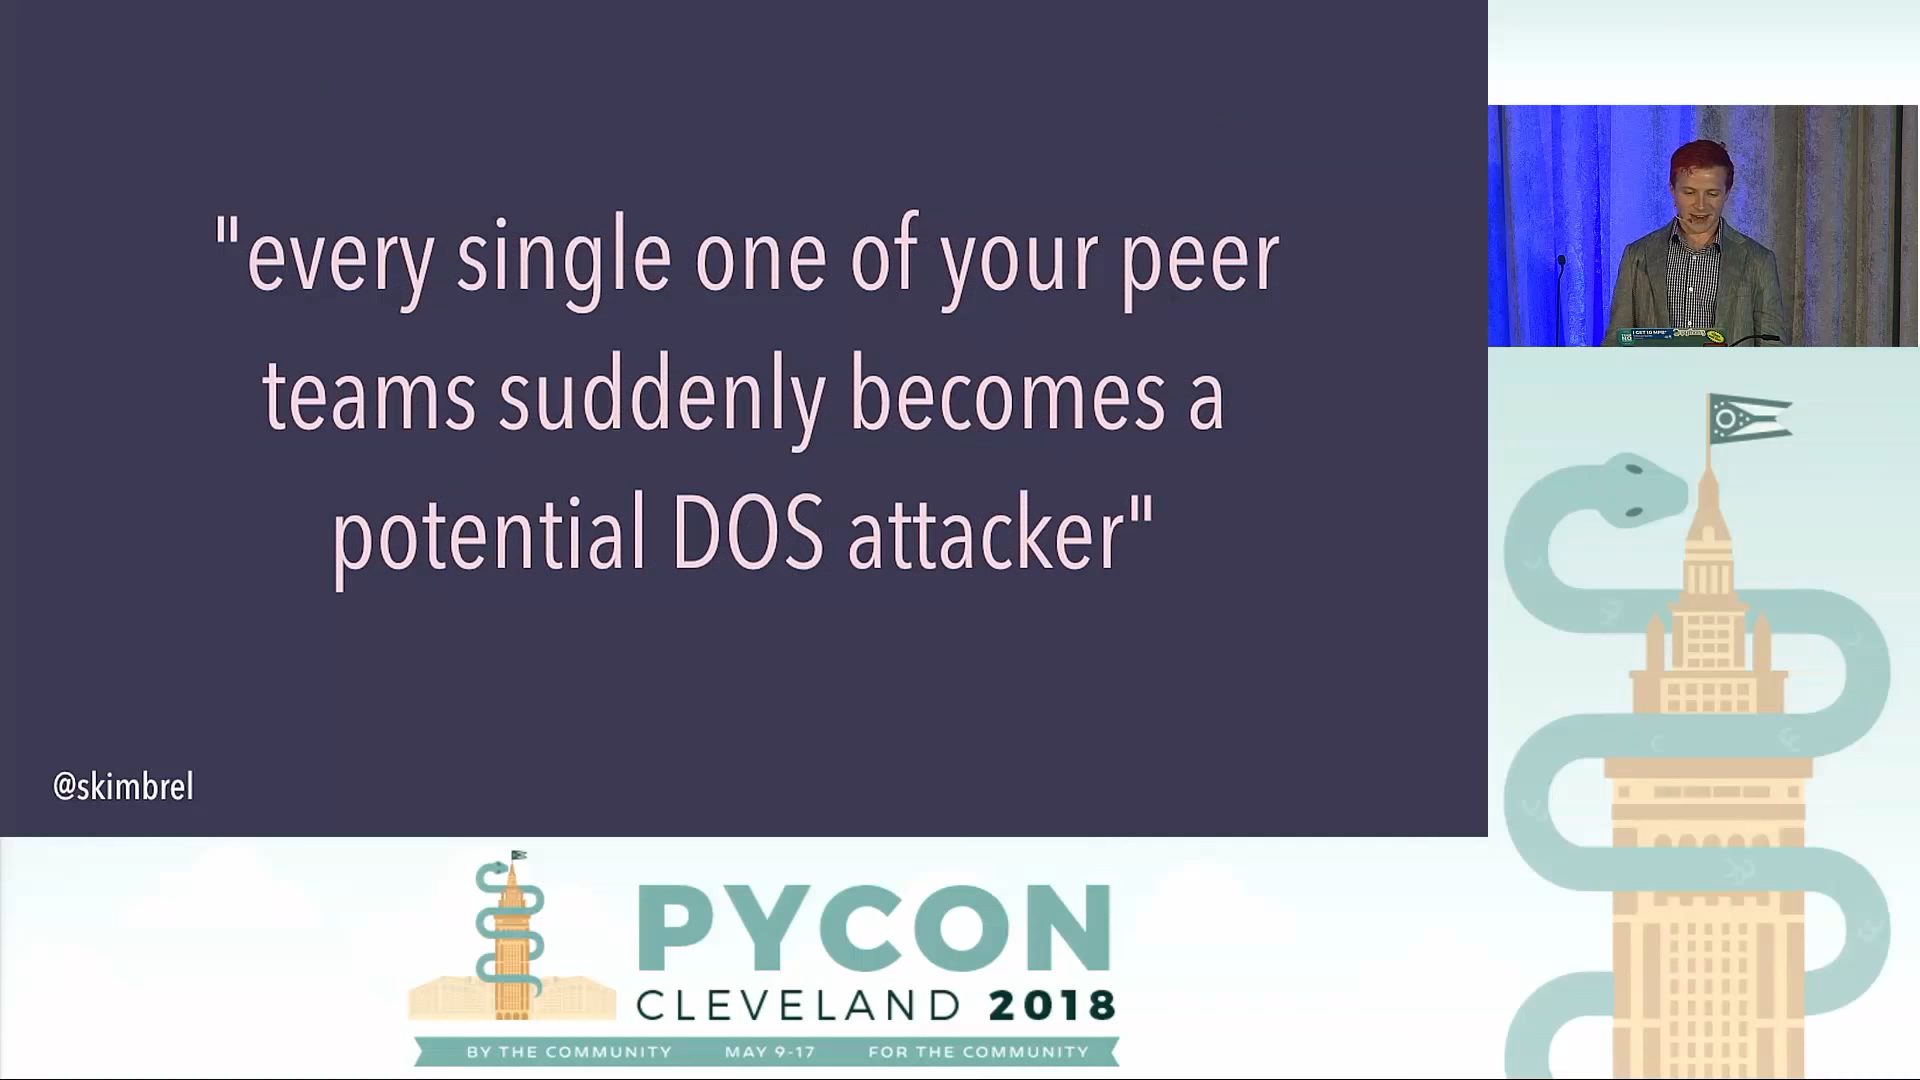 "every single one of your peer
teams suddenly becomes a
potential DOS attacker"
@skimbrel
PYCON
CLEVELAND 2018
BY THE COMMUNITY MAY 9-17 FOR THE COMMUNITY